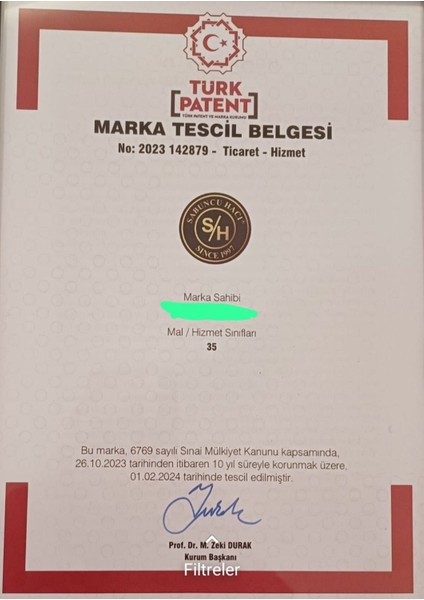 TÜRK
PATENT
TÜRK PATENT VE MARKA KURUMU
MARKA TESCİL BELGESİ
No: 2023 142879 - Ticaret - Hizmet
SABUNCU HACI
S/H
SINCE 1997
Marka Sahibi
Mal / Hizmet Sınıfları
35
Bu marka, 6769 sayılı Sınai Mülkiyet Kanunu kapsamında,
26.10.2023 tarihinden itibaren 10 yıl süreyle korunmak üzere,
01.02.2024 tarihinde tescil edilmiştir.
Prof. Dr. M. Zeki DURAK
Kurum Başkanı
Filtreler